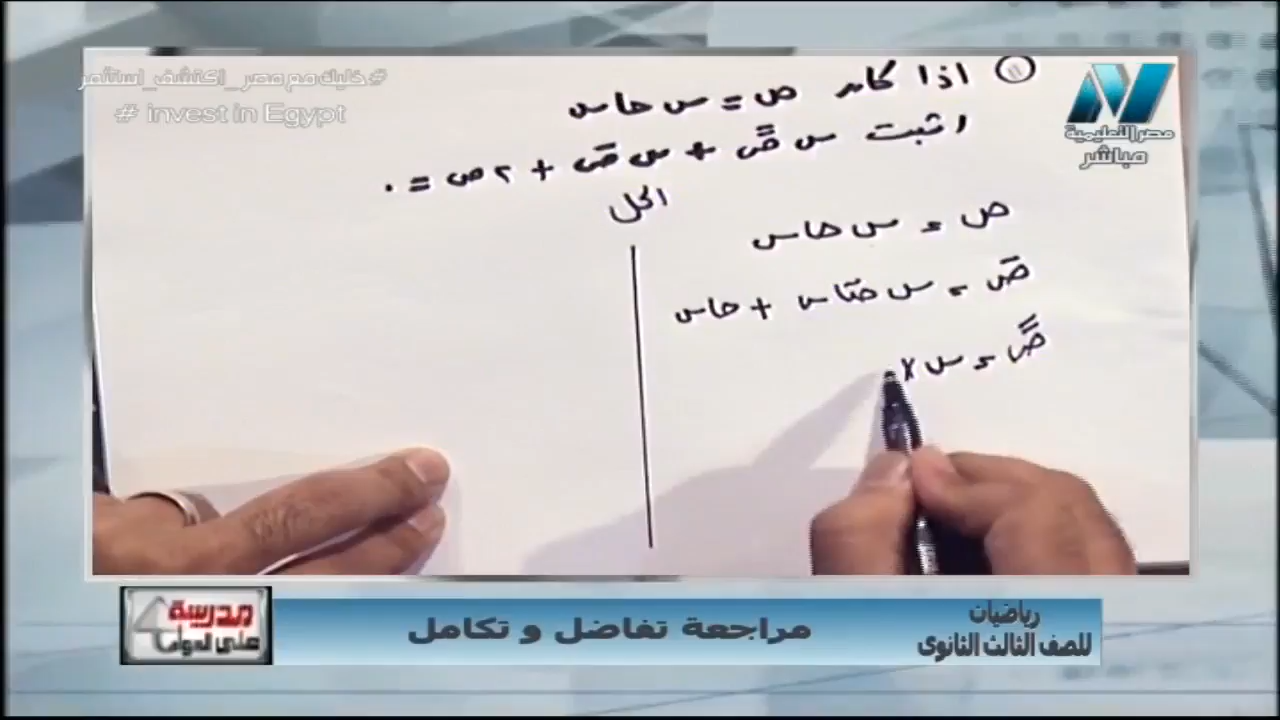 #خليك_مع_مصر_اكتشف_استثمر
# invest in Egypt
مصر التعليمية
مباشر
١١ اذا كان ص = س حاس
اثبت س صً + س صَ + ٢ص = ٠
الحل
ص = س حاس
صَ = س حتاس + حاس
صً = س ×
رياضيات
للصف الثالث الثانوى
مراجعة تفاضل و تكامل
مدرسة
على الهواء